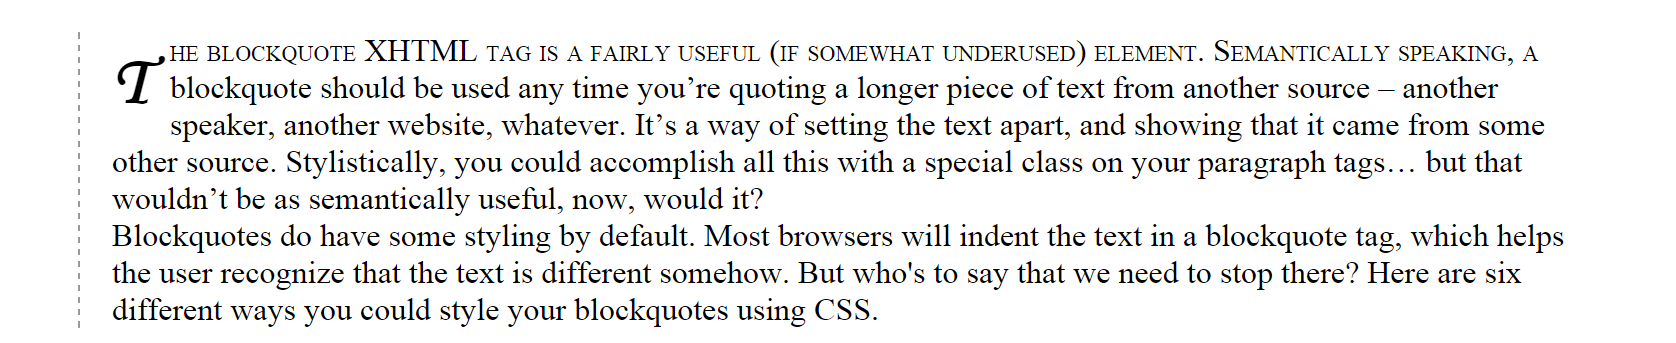 The blockquote XHTML tag is a fairly useful (if somewhat underused) element. Semantically speaking, a
blockquote should be used any time you’re quoting a longer piece of text from another source – another
speaker, another website, whatever. It’s a way of setting the text apart, and showing that it came from some
other source. Stylistically, you could accomplish all this with a special class on your paragraph tags… but that
wouldn’t be as semantically useful, now, would it?
Blockquotes do have some styling by default. Most browsers will indent the text in a blockquote tag, which helps
the user recognize that the text is different somehow. But who's to say that we need to stop there? Here are six
different ways you could style your blockquotes using CSS.